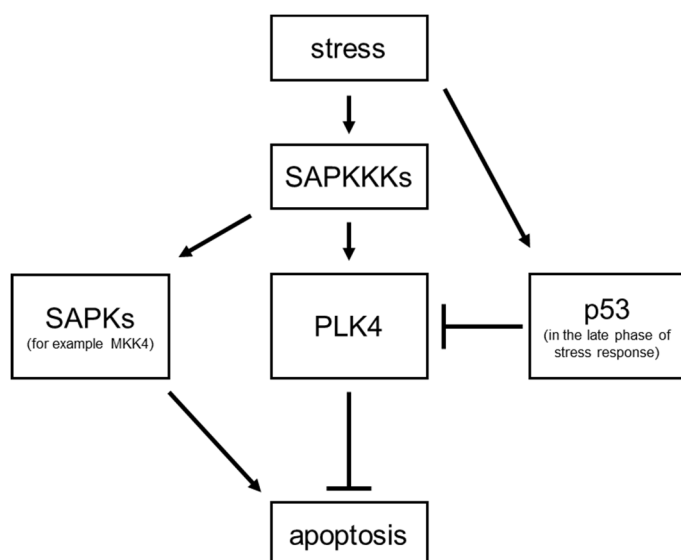 stress
SAPKKKs
SAPKs
(for example MKK4)
PLK4
p53
(in the late phase of
stress response)
apoptosis